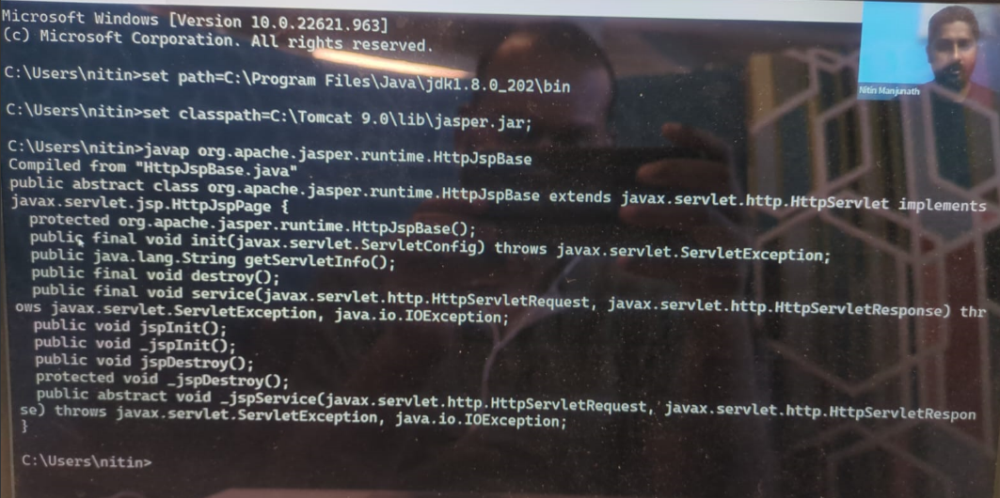 Microsoft Windows [Version 10.0.22621.963]
(c) Microsoft Corporation. All rights reserved.
C:\Users\nitin>set path=C:\Program Files\Java\jdk1.8.0_202\bin
Nitin Manjunath
C:\Users\nitin>set classpath=C:\Tomcat 9.0\lib\jasper.jar;
C:\Users\nitin>javap org.apache.jasper.runtime.HttpJspBase
Compiled from "HttpJspBase.java"
public abstract class org.apache.jasper.runtime.HttpJspBase extends javax.servlet.http.HttpServlet implements
javax.servlet.jsp.HttpJspPage {
protected org.apache.jasper.runtime.HttpJspBase();
public final void init(javax.servlet.ServletConfig) throws javax.servlet.ServletException;
public java.lang.String getServletInfo();
public final void destroy();
public final void service(javax.servlet.http.HttpServletRequest, javax.servlet.http.HttpServletResponse) thr
ows javax.servlet.ServletException, java.io.IOException;
public void jspInit();
public void _jspInit();
public void jspDestroy();
protected void _jspDestroy();
public abstract void _jspService(javax.servlet.http.HttpServletRequest, javax.servlet.http.HttpServletRespon
se) throws javax.servlet.ServletException, java.io.IOException;
}
C:\Users\nitin>